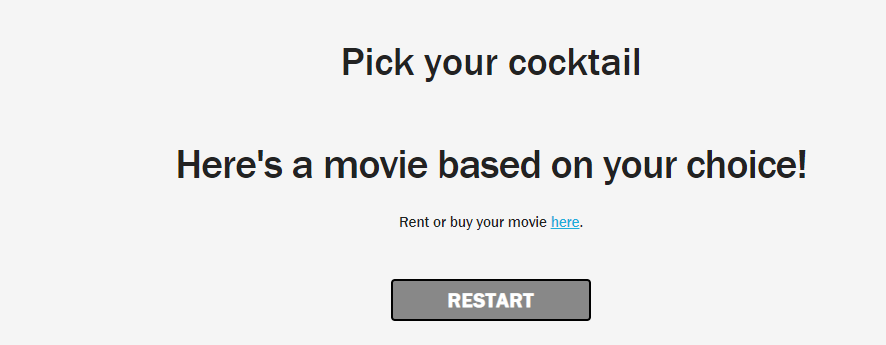 Pick your cocktail
Here's a movie based on your choice!
Rent or buy your movie here.
RESTART